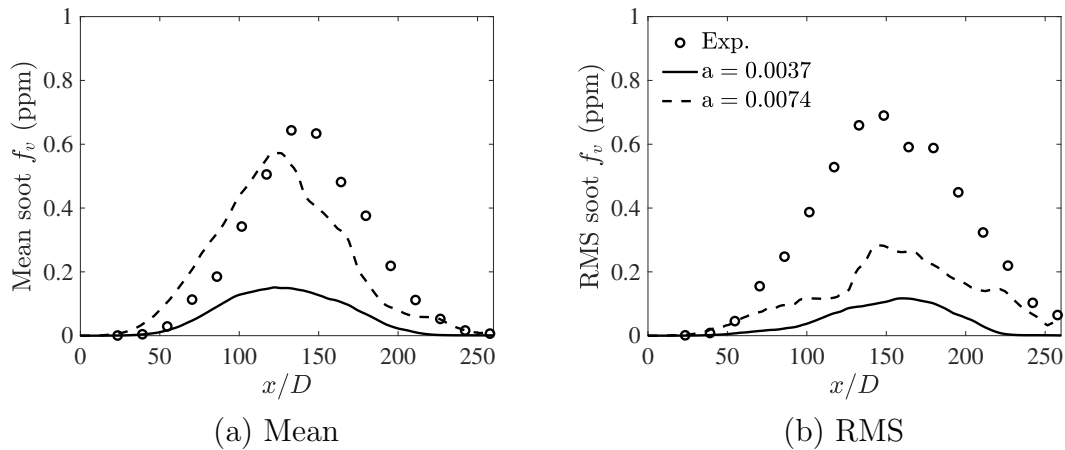 1
0.8
0.6
0.4
0.2
0
Mean soot f_v (ppm)
0 50 100 150 200 250
x/D
(a) Mean
1
0.8
0.6
0.4
0.2
0
RMS soot f_v (ppm)
Exp.
a = 0.0037
a = 0.0074
0 50 100 150 200 250
x/D
(b) RMS